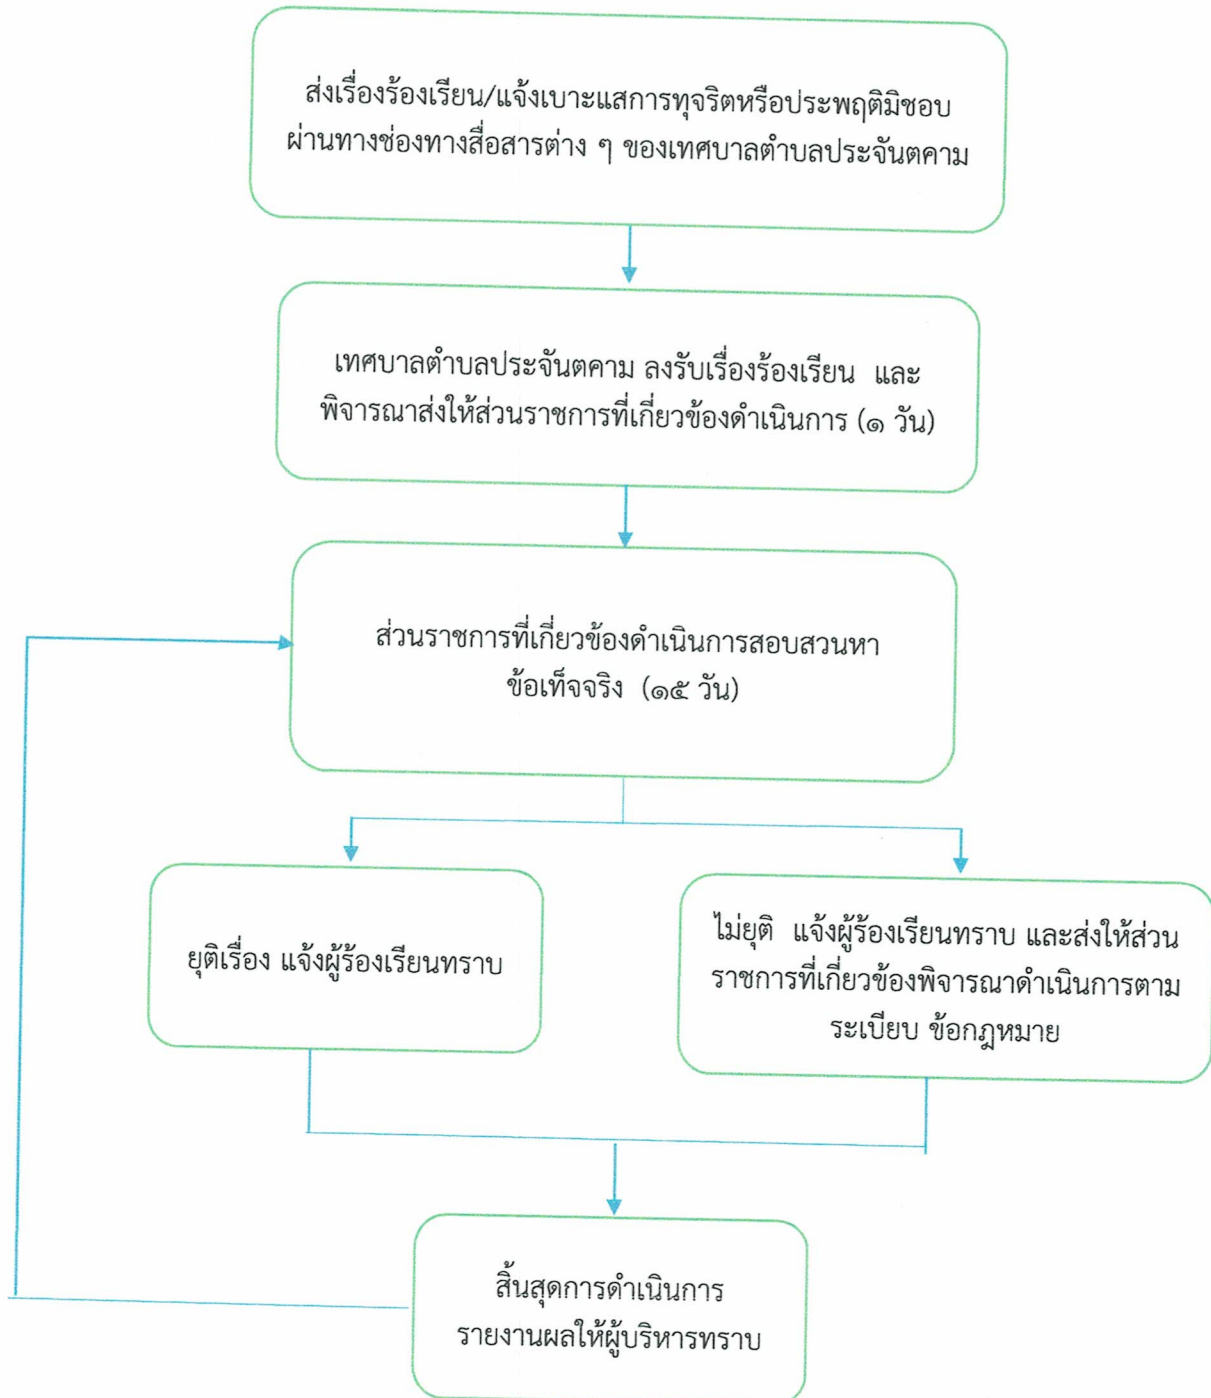 ส่งเรื่องร้องเรียน/แจ้งเบาะแสการทุจริตหรือประพฤติมิชอบ
ผ่านทางช่องทางสื่อสารต่าง ๆ ของเทศบาลตำบลประจันตคาม
เทศบาลตำบลประจันตคาม ลงรับเรื่องร้องเรียน และ
พิจารณาส่งให้ส่วนราชการที่เกี่ยวข้องดำเนินการ (๑ วัน)
ส่วนราชการที่เกี่ยวข้องดำเนินการสอบสวนหา
ข้อเท็จจริง (๑๕ วัน)
ยุติเรื่อง แจ้งผู้ร้องเรียนทราบ
ไม่ยุติ แจ้งผู้ร้องเรียนทราบ และส่งให้ส่วน
ราชการที่เกี่ยวข้องพิจารณาดำเนินการตาม
ระเบียบ ข้อกฎหมาย
สิ้นสุดการดำเนินการ
รายงานผลให้ผู้บริหารทราบ